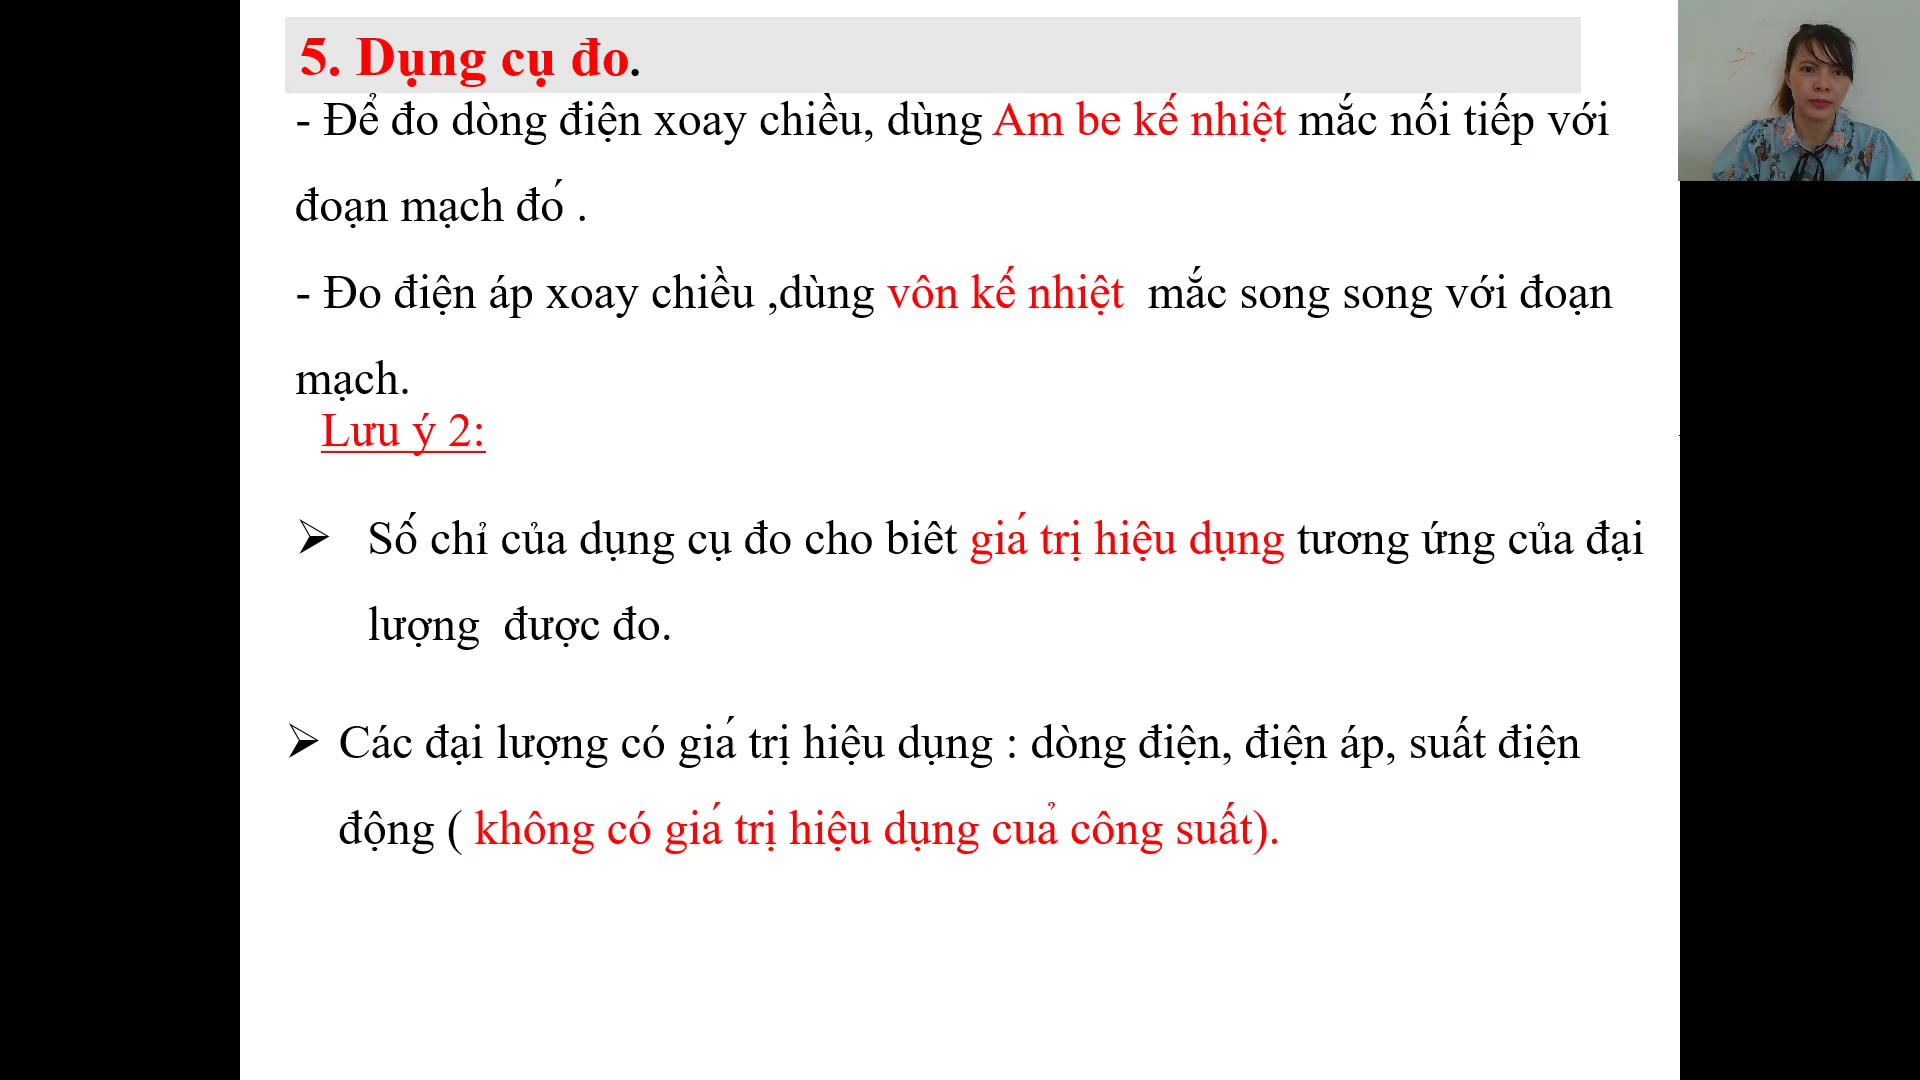 5. Dụng cụ đo.
- Để đo dòng điện xoay chiều, dùng Am be kế nhiệt mắc nối tiếp với
đoạn mạch đó .
- Đo điện áp xoay chiều ,dùng vôn kế nhiệt mắc song song với đoạn
mạch.
Lưu ý 2:
➢ Số chỉ của dụng cụ đo cho biêt giá trị hiệu dụng tương ứng của đại
lượng được đo.
➢ Các đại lượng có giá trị hiệu dụng : dòng điện, điện áp, suất điện
động ( không có giá trị hiệu dụng cuả công suất).